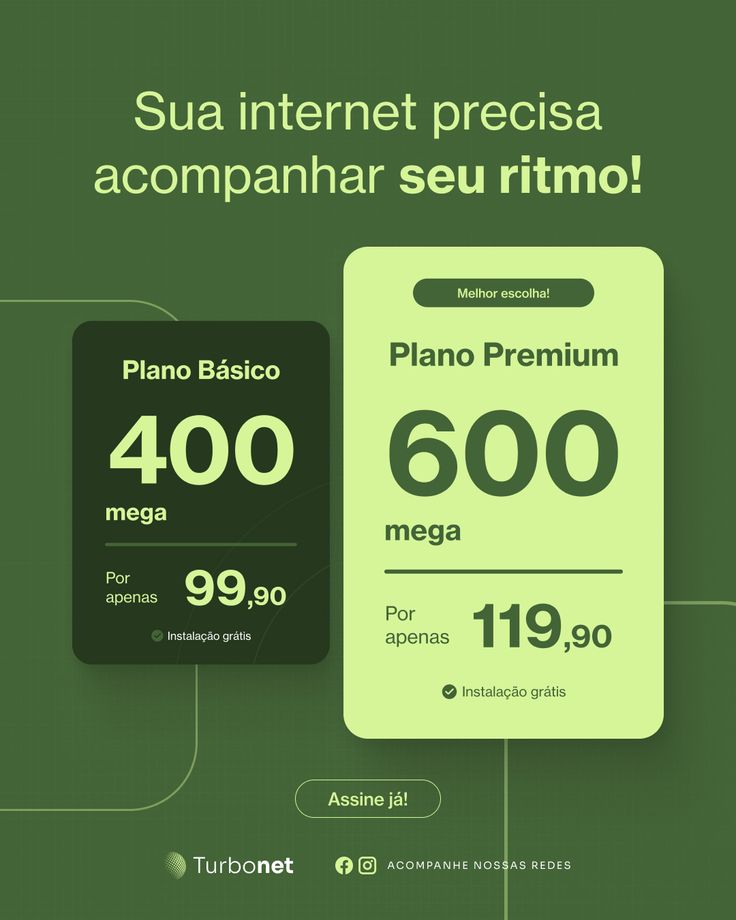 Sua internet precisa
acompanhar seu ritmo!
Plano Básico
400
mega
Por
apenas
99,90
Instalação grátis
Melhor escolha!
Plano Premium
600
mega
Por
apenas
119,90
Instalação grátis
Assine já!
Turbonet
ACOMPANHE NOSSAS REDES